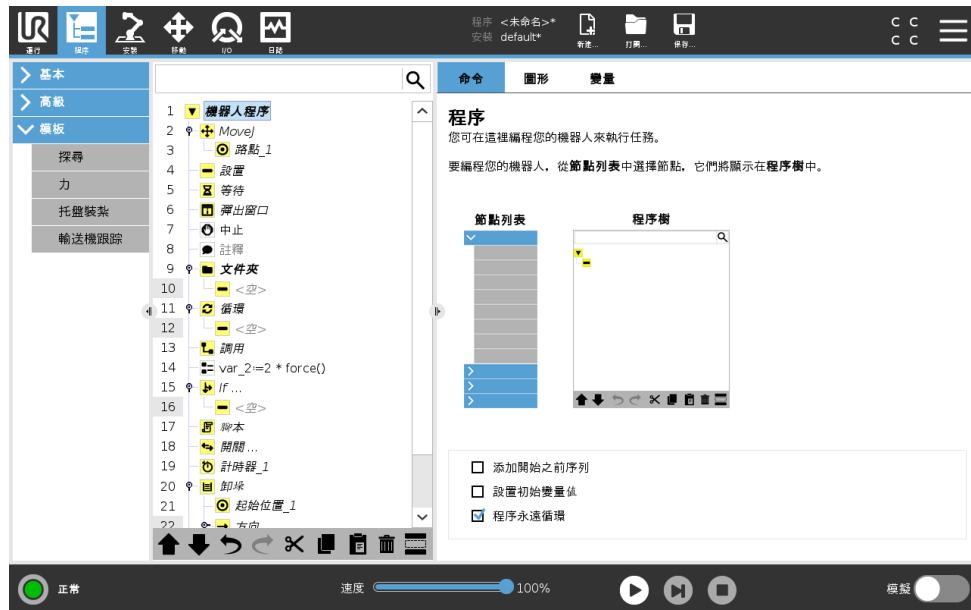 UR
運行
程序
安裝
移動
I/O
日誌
程序 <未命名>*
安裝 default*
新建...
打開...
保存...
C C
C C
基本
高級
模板
探尋
力
托盤裝紮
輸送機跟踪
1 機器人程序
2 MoveJ
3 路點_1
4 設置
5 等待
6 彈出窗口
7 中止
8 註釋
9 文件夾
10 <空>
11 循環
12 <空>
13 調用
14 var_2:=2 * force()
15 If ...
16 <空>
17 腳本
18 開關 ...
19 計時器_1
20 卸垛
21 起始位置_1
22 方向
命令 圖形 變量
程序
您可在這裡編程您的機器人來執行任務。
要編程您的機器人，從節點列表中選擇節點，它們將顯示在程序樹中。
節點列表
程序樹
添加開始之前序列
設置初始變量值
程序永遠循環
正常
速度 100%
模擬